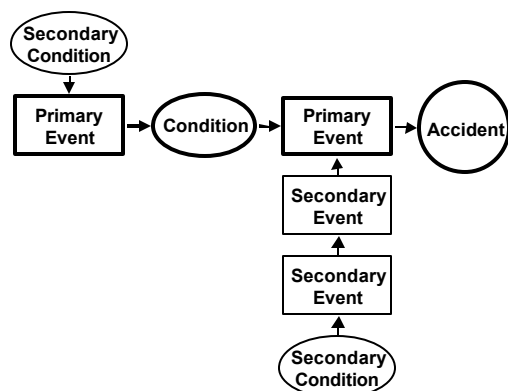 Secondary
Condition
Primary
Event
Condition
Primary
Event
Accident
Secondary
Event
Secondary
Event
Secondary
Condition